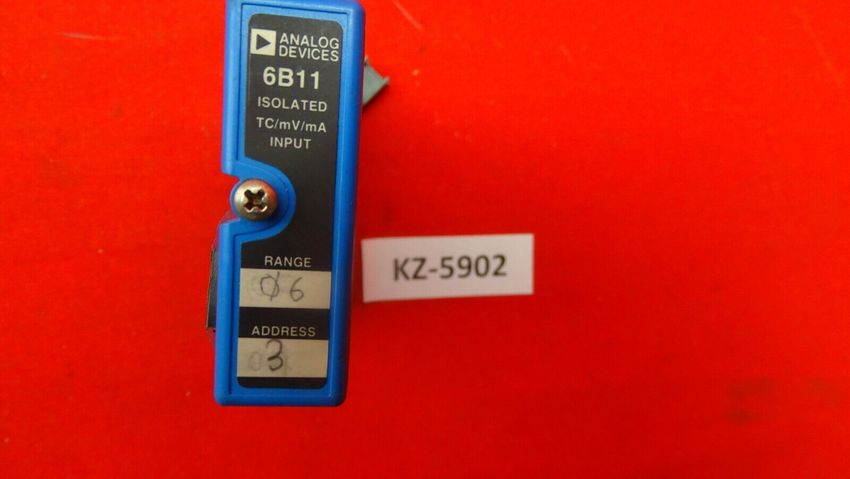 ANALOG
DEVICES
6B11
ISOLATED
TC/mV/mA
INPUT
RANGE
06
ADDRESS
3
KZ-5902